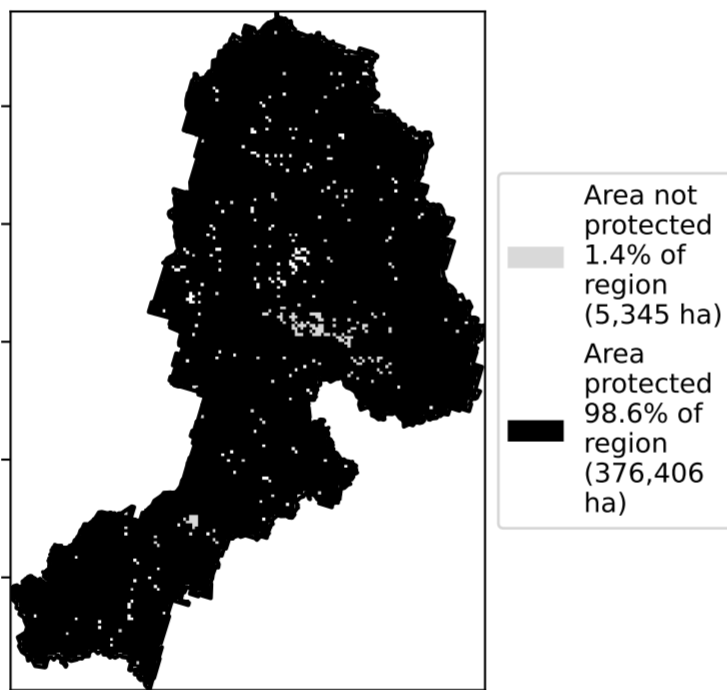 Area not
protected
1.4% of
region
(5,345 ha)
Area
protected
98.6% of
region
(376,406
ha)